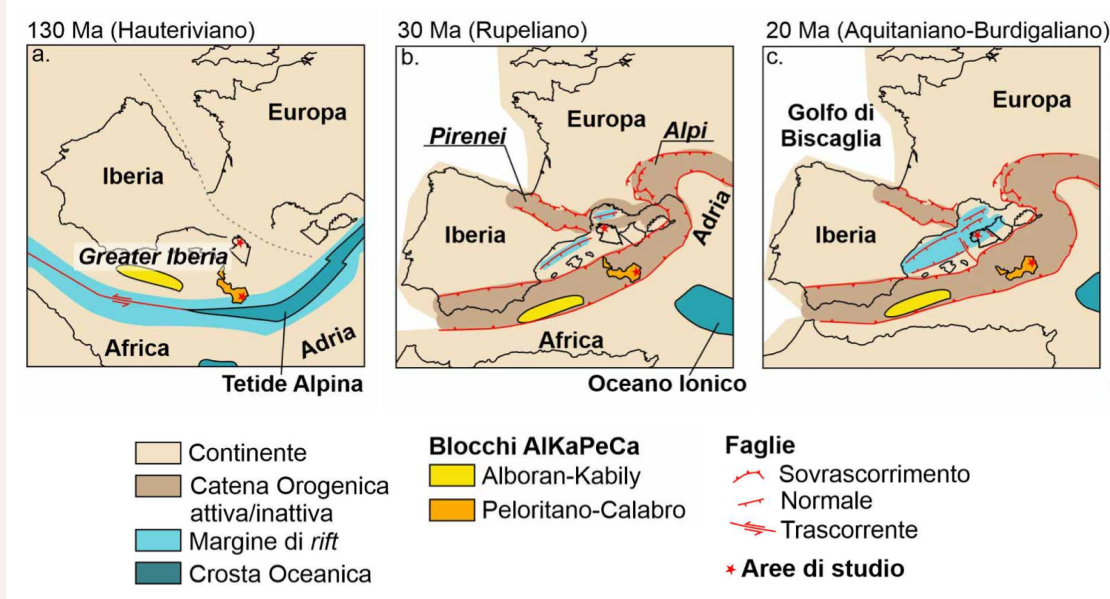 130 Ma (Hauteriviano)
a.
Europa
Iberia
Greater Iberia
Africa
Adria
Tetide Alpina
30 Ma (Rupeliano)
b.
Pirenei
Europa
Alpi
Adria
Iberia
Africa
Oceano Ionico
20 Ma (Aquitaniano-Burdigaliano)
c.
Golfo di
Biscaglia
Europa
Iberia
Continente
Catena Orogenica
attiva/inattiva
Margine di rift
Crosta Oceanica
Blocchi AlKaPeCa
Alboran-Kabily
Peloritano-Calabro
Faglie
Sovrascorrimento
Normale
Trascorrente
Aree di studio